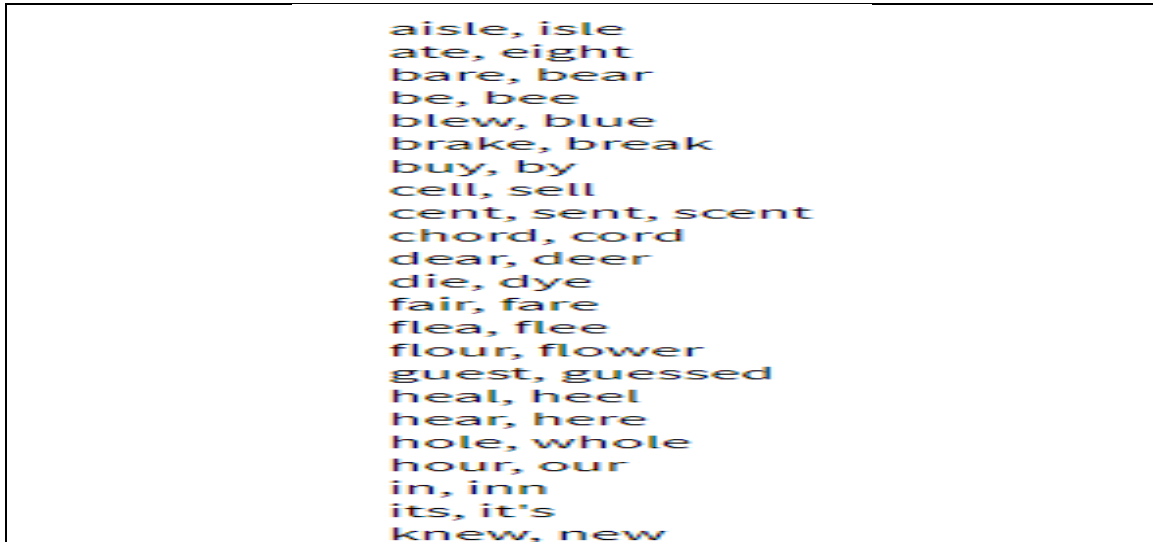 aisle, isle
ate, eight
bare, bear
be, bee
blew, blue
brake, break
buy, by
cell, sell
cent, sent, scent
chord, cord
dear, deer
die, dye
fair, fare
flea, flee
flour, flower
guest, guessed
heal, heel
hear, here
hole, whole
hour, our
in, inn
its, it's
knew, new